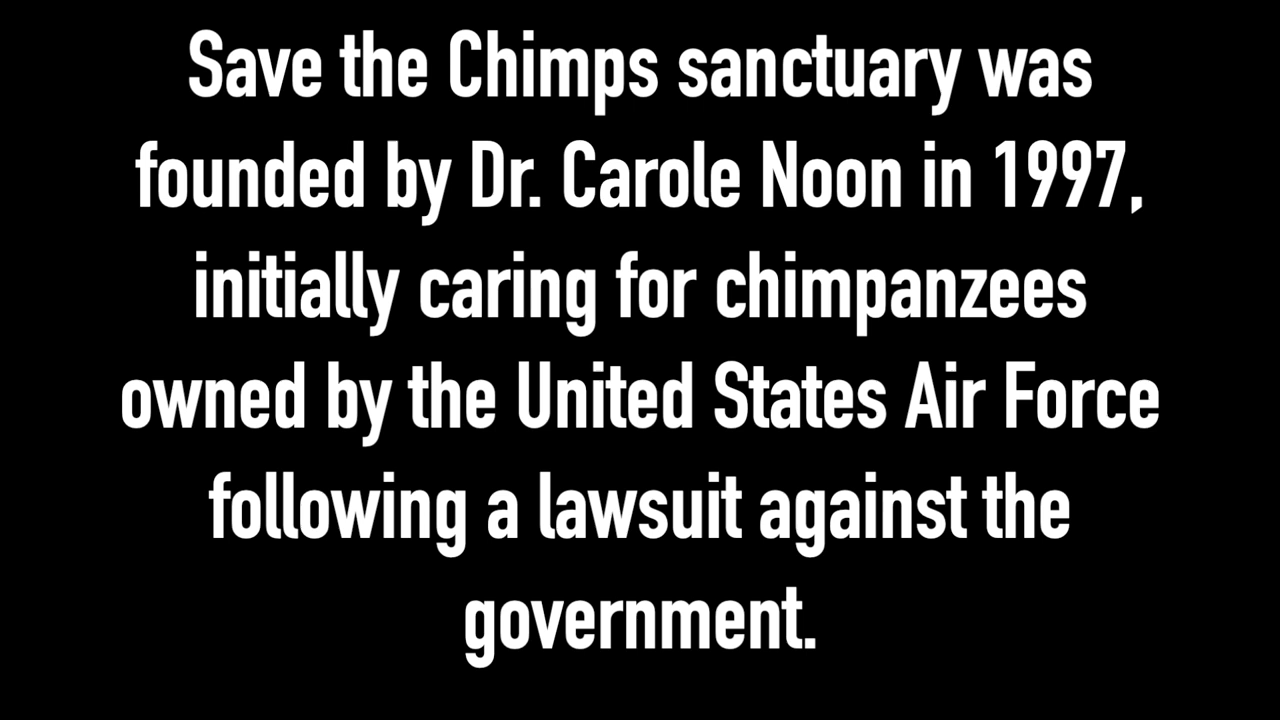 Save the Chimps sanctuary was
founded by Dr. Carole Noon in 1997,
initially caring for chimpanzees
owned by the United States Air Force
following a lawsuit against the
government.